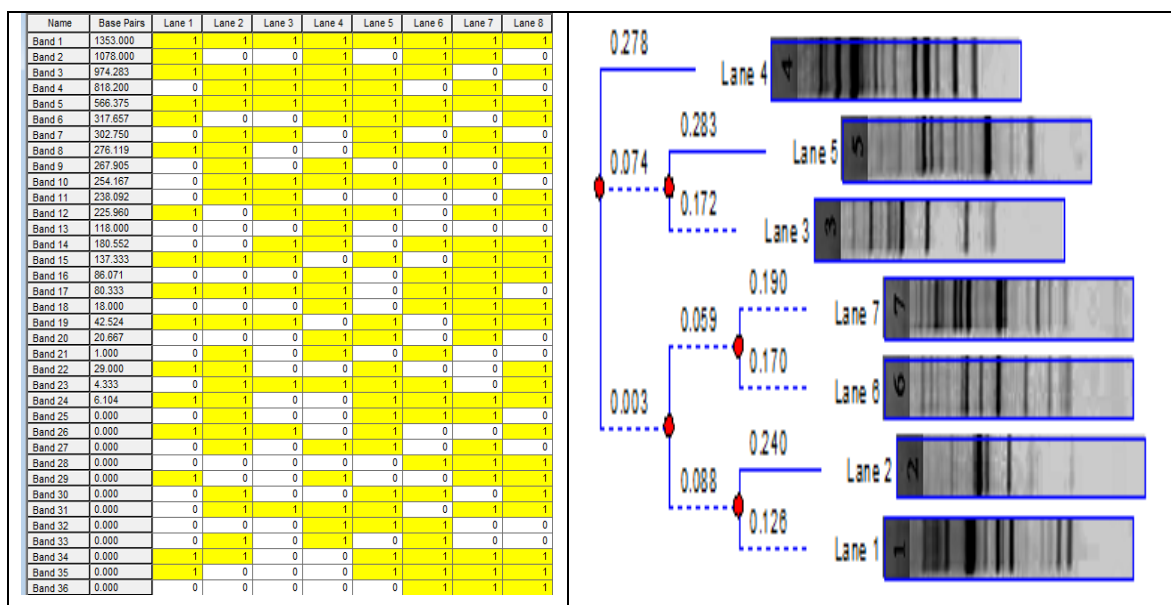 Name Base Pairs Lane 1 Lane 2 Lane 3 Lane 4 Lane 5 Lane 6 Lane 7 Lane 8
Band 1 1353.000 1 1 1 1 1 1 1 1
Band 2 1078.000 1 0 0 1 0 1 1 1
Band 3 974.283 1 1 1 1 1 1 0 1
Band 4 818.200 0 1 1 1 1 0 1 0
Band 5 566.375 1 1 1 1 1 1 1 1
Band 6 317.657 1 0 0 1 1 1 0 1
Band 7 302.750 0 1 1 0 1 0 1 0
Band 8 276.119 1 1 0 0 1 1 1 1
Band 9 267.905 0 1 0 1 0 0 0 1
Band 10 254.167 0 1 1 1 1 1 1 0
Band 11 238.092 0 1 1 0 0 0 0 1
Band 12 225.960 1 0 1 1 1 0 1 1
Band 13 118.000 0 0 0 1 0 0 0 0
Band 14 180.552 0 0 1 1 0 1 1 1
Band 15 137.333 1 1 1 0 1 0 1 1
Band 16 86.071 0 0 0 1 0 1 1 1
Band 17 80.333 1 1 1 1 0 1 1 0
Band 18 18.000 0 0 0 1 0 1 1 1
Band 19 42.524 1 1 1 0 1 0 1 1
Band 20 20.667 0 0 0 1 1 0 1 0
Band 21 1.000 0 1 0 1 0 1 0 0
Band 22 29.000 1 1 0 0 1 1 1 1
Band 23 4.333 0 1 1 1 1 1 0 1
Band 24 6.104 1 1 0 0 1 1 1 1
Band 25 0.000 0 1 0 0 1 1 1 0
Band 26 0.000 1 1 1 0 1 1 1 1
Band 27 0.000 0 1 0 1 1 0 1 0
Band 28 0.000 0 0 0 0 0 1 1 1
Band 29 0.000 1 0 0 1 0 0 1 1
Band 30 0.000 0 1 0 0 1 1 0 1
Band 31 0.000 0 1 1 1 1 0 1 1
Band 32 0.000 0 0 0 1 1 1 0 0
Band 33 0.000 0 1 0 1 0 1 0 0
Band 34 0.000 1 1 0 0 1 1 1 1
Band 35 0.000 1 0 0 0 1 1 1 1
Band 36 0.000 0 0 0 0 0 1 1 1
0.278
Lane 4 4
0.283
Lane 5 5
0.074
0.172
Lane 3 3
0.190
Lane 7 7
0.059
0.170
Lane 6 6
0.003
0.240
Lane 2 2
0.088
0.126
Lane 1 1